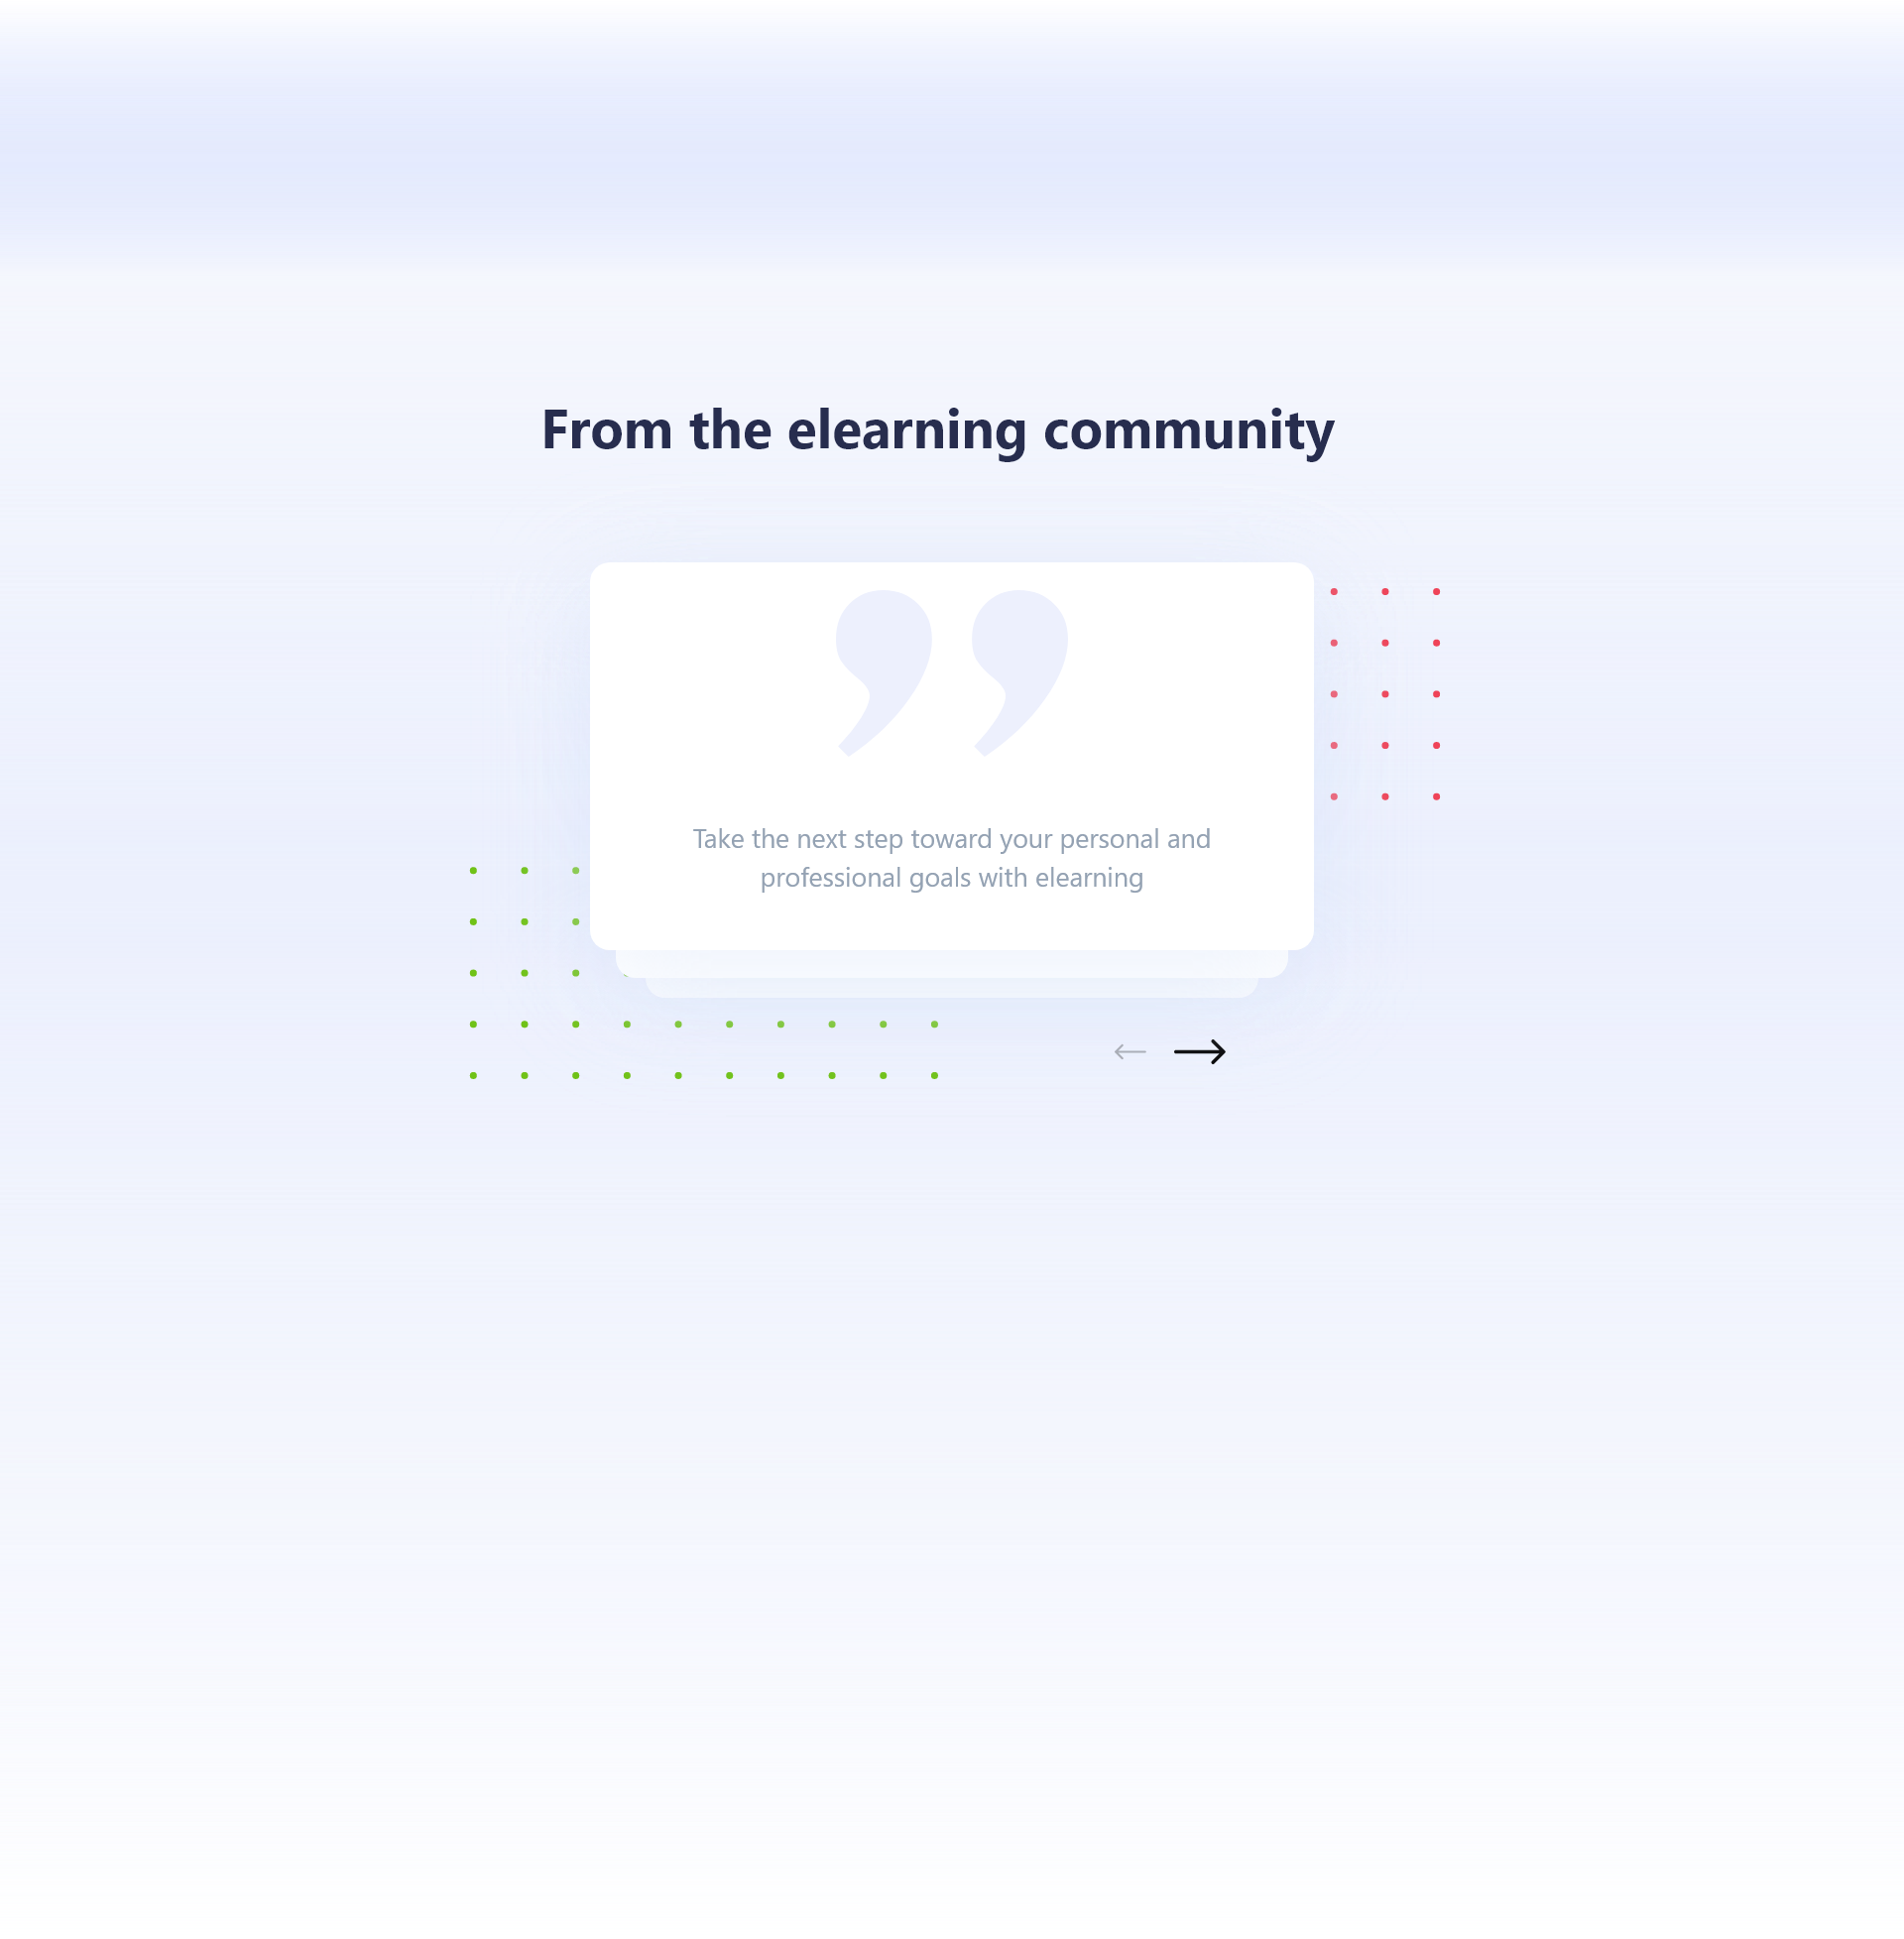 From the elearning community
Take the next step toward your personal and
professional goals with elearning